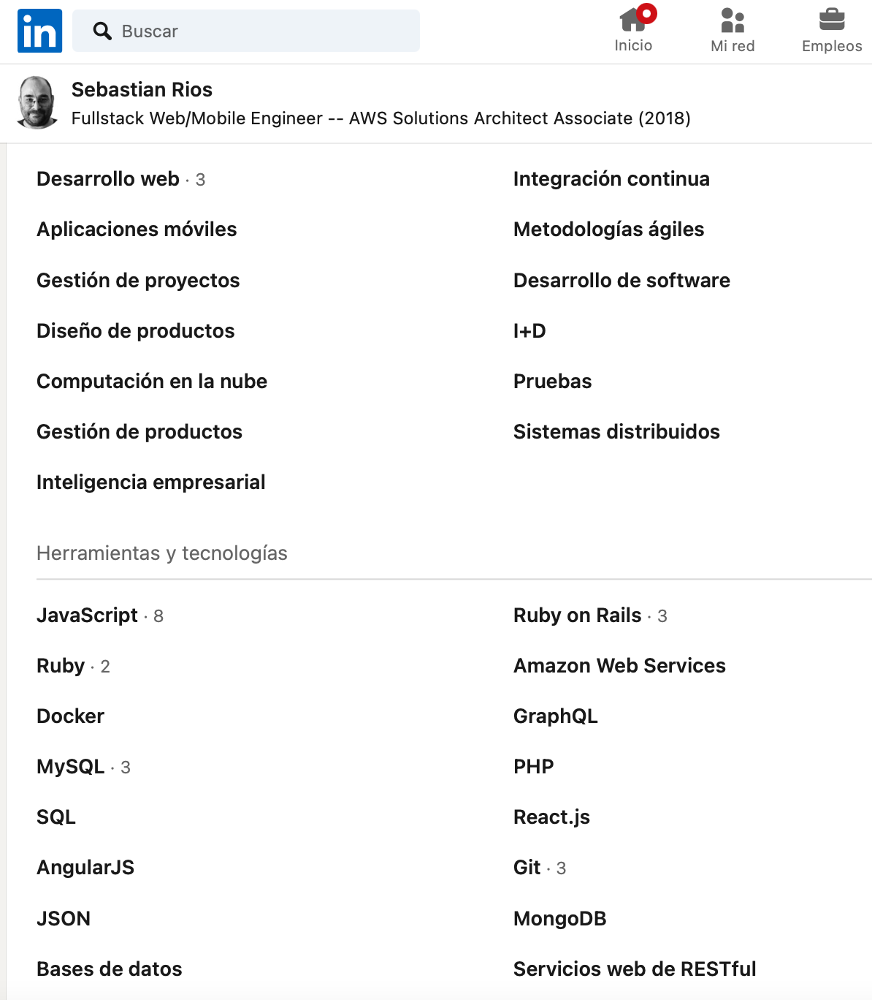 in
Buscar
Inicio
Mi red
Empleos
Sebastian Rios
Fullstack Web/Mobile Engineer -- AWS Solutions Architect Associate (2018)
Desarrollo web · 3
Integración continua
Aplicaciones móviles
Metodologías ágiles
Gestión de proyectos
Desarrollo de software
Diseño de productos
I+D
Computación en la nube
Pruebas
Gestión de productos
Sistemas distribuidos
Inteligencia empresarial
Herramientas y tecnologías
JavaScript · 8
Ruby on Rails · 3
Ruby · 2
Amazon Web Services
Docker
GraphQL
MySQL · 3
PHP
SQL
React.js
AngularJS
Git · 3
JSON
MongoDB
Bases de datos
Servicios web de RESTful